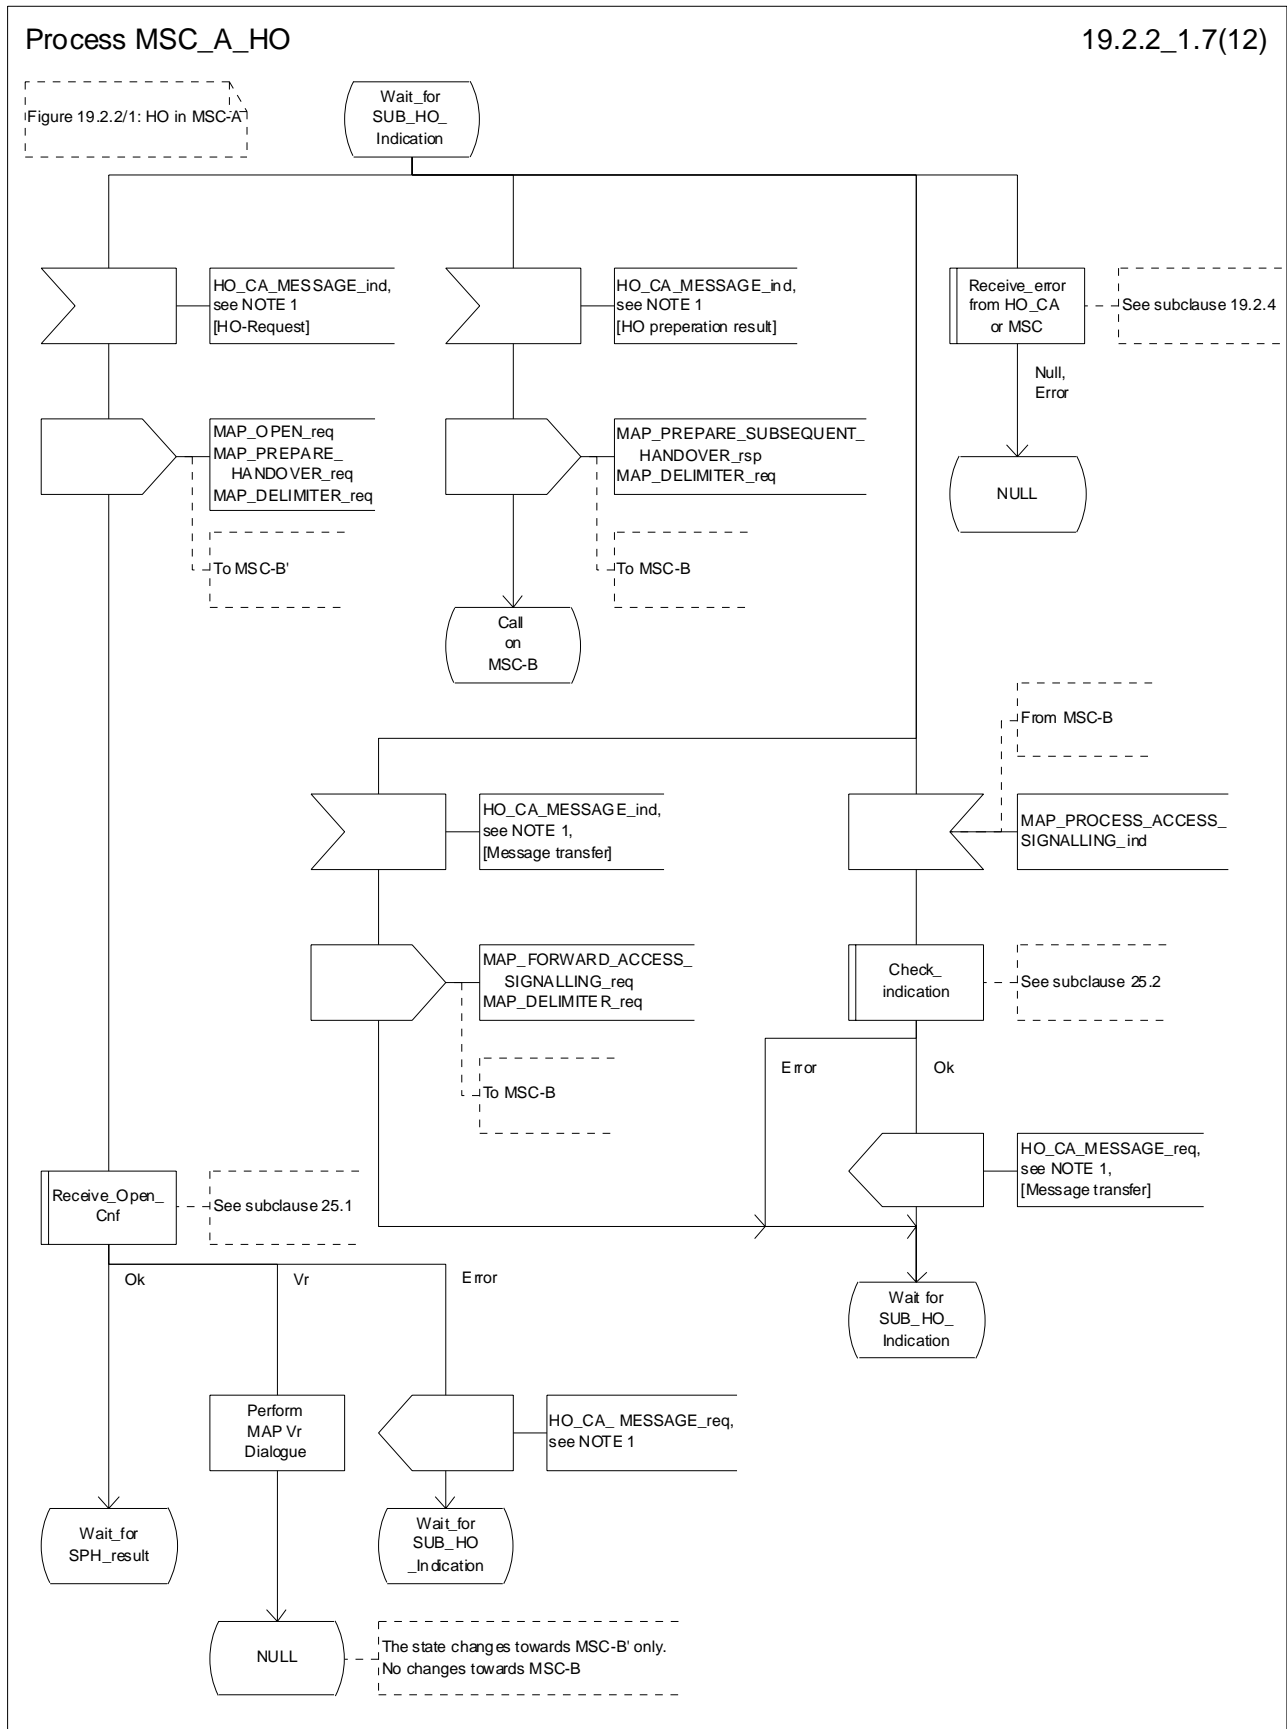 Process MSC_A_HO
19.2.2_1.7(12)
Figure 19.2.2/1: HO in MSC-A
Wait_for
SUB_HO_
Indication
HO_CA_MESSAGE_ind,
see NOTE 1
[HO-Request]
HO_CA_MESSAGE_ind,
see NOTE 1
[HO preperation result]
Receive_error
from HO_CA
or MSC
See subclause 19.2.4
Null,
Error
MAP_OPEN_req
MAP_PREPARE_
HANDOVER_req
MAP_DELIMITER_req
MAP_PREPARE_SUBSEQUENT_
HANDOVER_rsp
MAP_DELIMITER_req
NULL
To MSC-B'
To MSC-B
Call
on
MSC-B
From MSC-B
HO_CA_MESSAGE_ind,
see NOTE 1,
[Message transfer]
MAP_PROCESS_ACCESS_
SIGNALLING_ind
MAP_FORWARD_ACCESS_
SIGNALLING_req
MAP_DELIMITER_req
Check_
indication
See subclause 25.2
Error
Ok
To MSC-B
HO_CA_MESSAGE_req,
see NOTE 1,
[Message transfer]
Receive_Open_
Cnf
See subclause 25.1
Ok
Vr
Error
Wait for
SUB_HO_
Indication
Perform
MAP Vr
Dialogue
HO_CA_ MESSAGE_req,
see NOTE 1
Wait_for
SPH_result
Wait_for
SUB_HO
_Indication
NULL
The state changes towards MSC-B' only.
No changes towards MSC-B